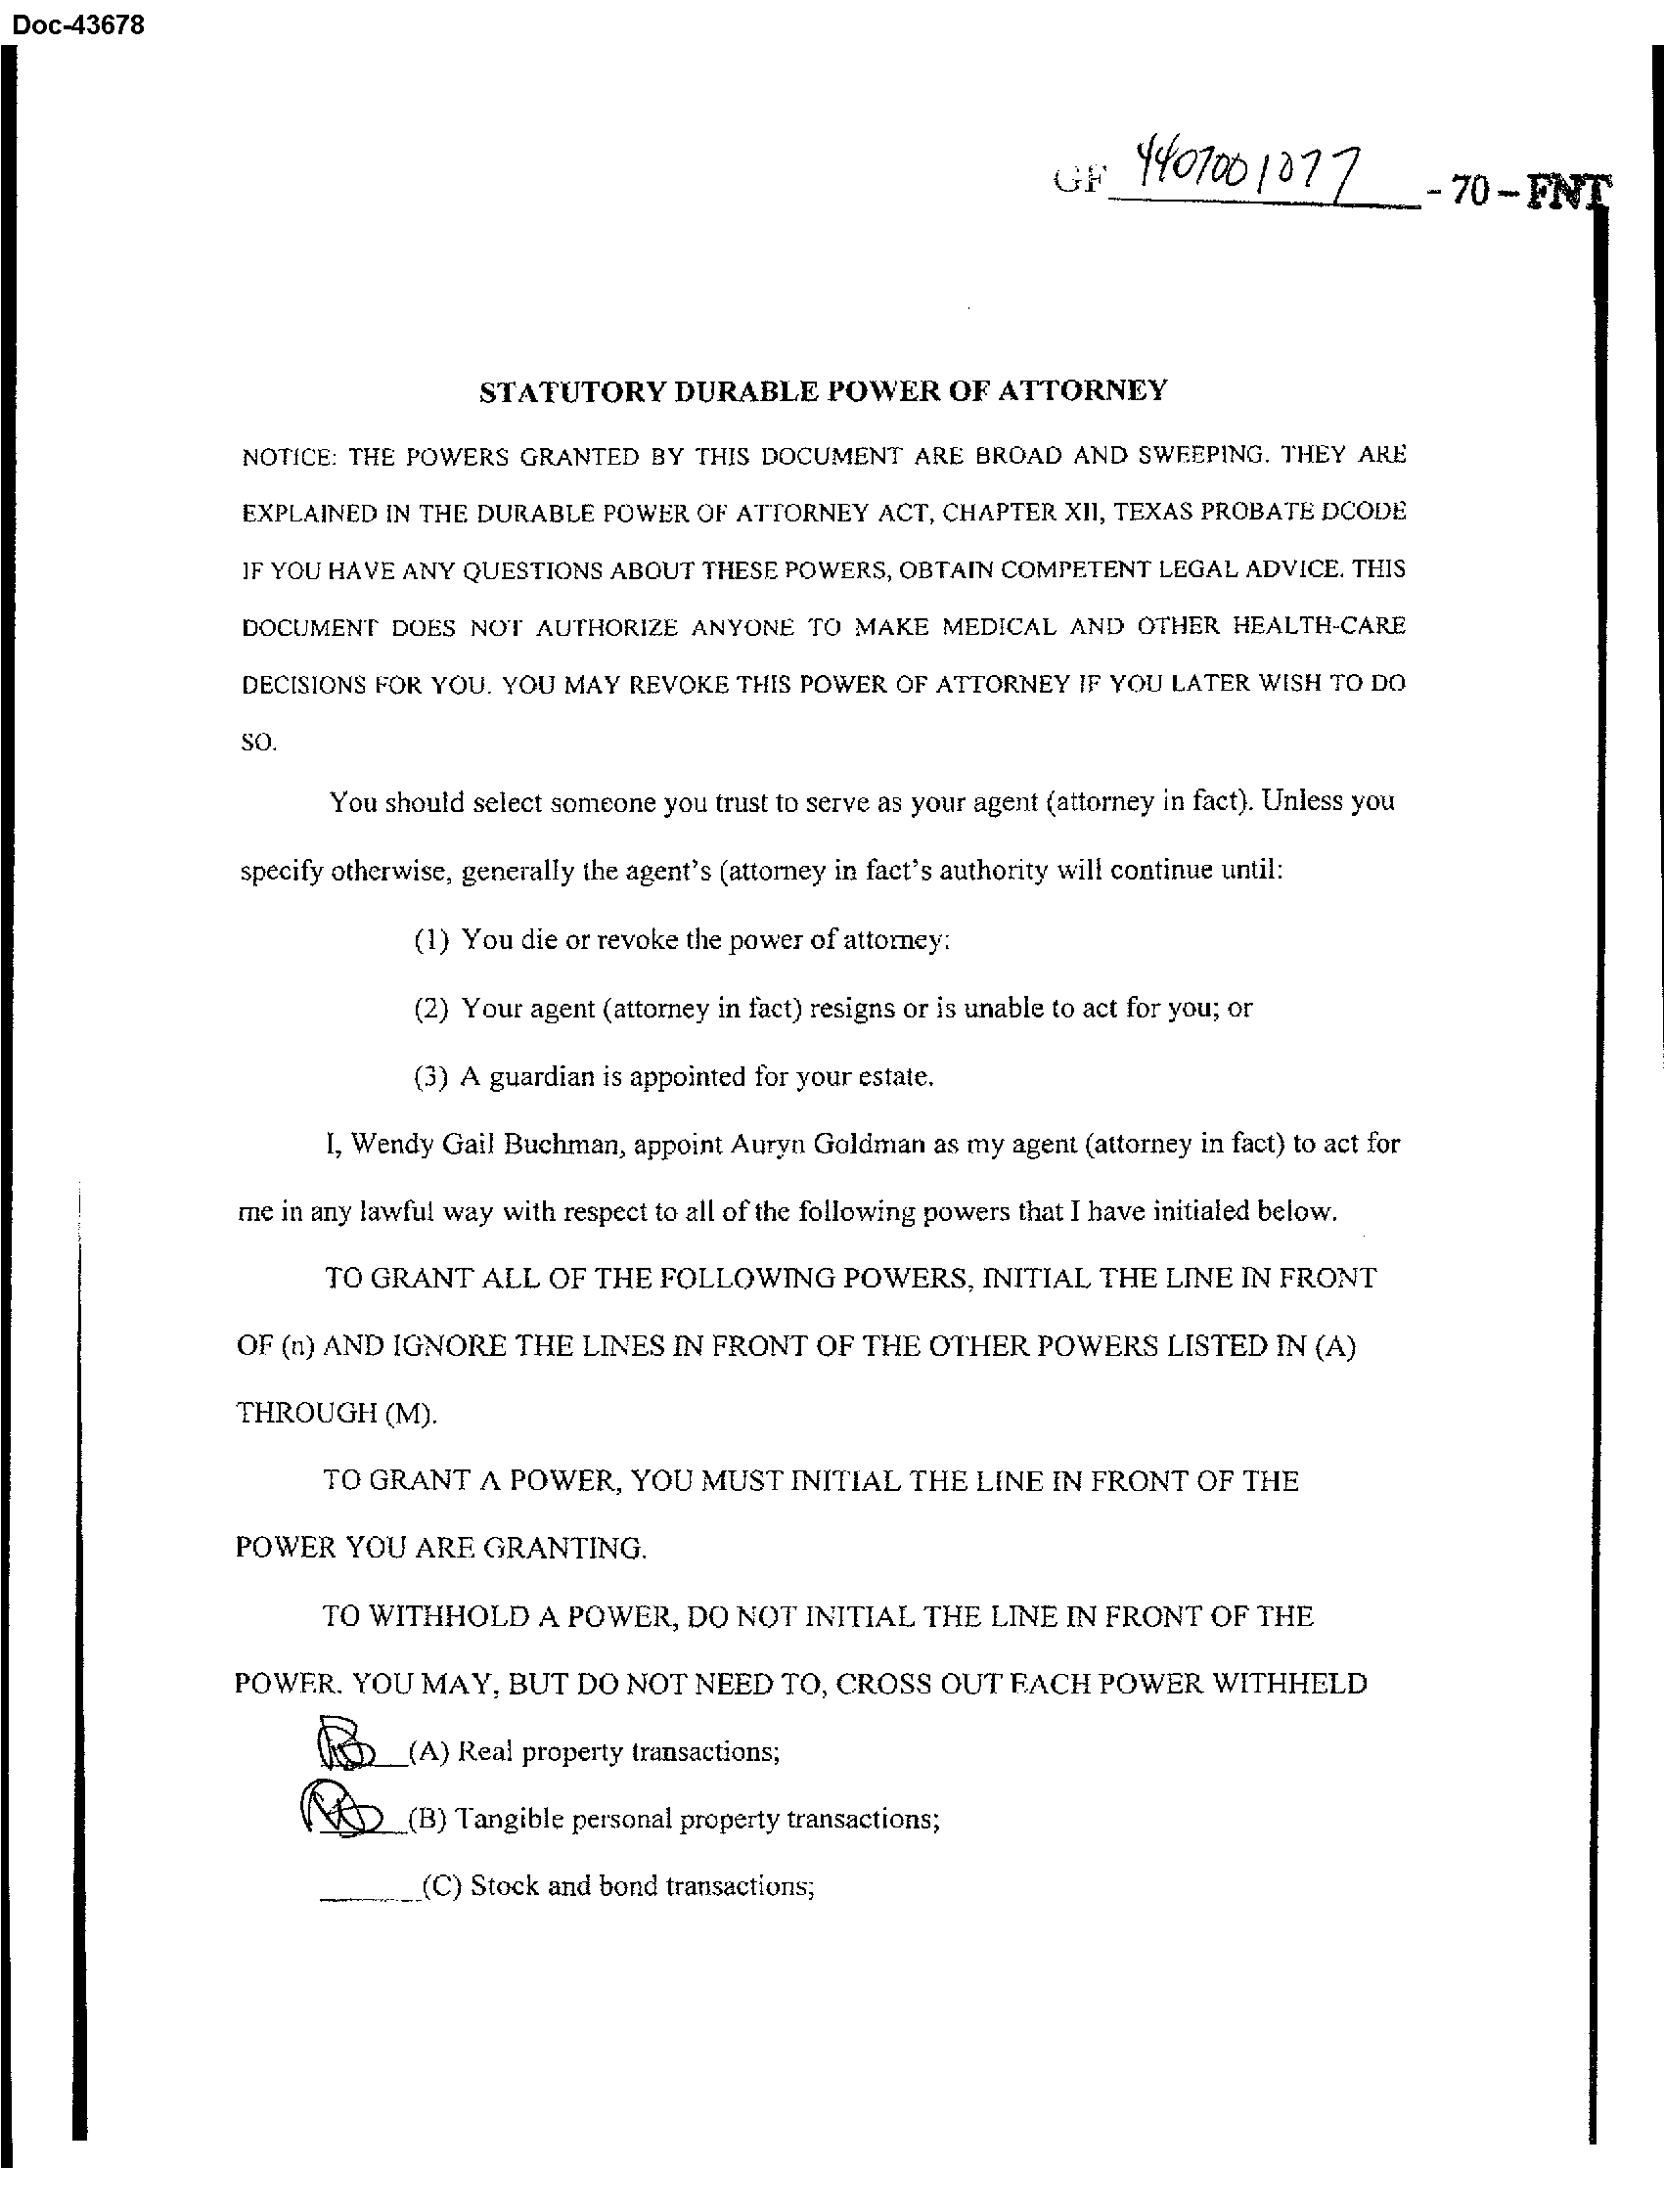 Doc-43678
GF 4407001077 - 70 - FNT
STATUTORY DURABLE POWER OF ATTORNEY
NOTICE: THE POWERS GRANTED BY THIS DOCUMENT ARE BROAD AND SWEEPING. THEY ARE
EXPLAINED IN THE DURABLE POWER OF ATTORNEY ACT, CHAPTER XII, TEXAS PROBATE DCODE
IF YOU HAVE ANY QUESTIONS ABOUT THESE POWERS, OBTAIN COMPETENT LEGAL ADVICE. THIS
DOCUMENT DOES NOT AUTHORIZE ANYONE TO MAKE MEDICAL AND OTHER HEALTH-CARE
DECISIONS FOR YOU. YOU MAY REVOKE THIS POWER OF ATTORNEY IF YOU LATER WISH TO DO
SO.
You should select someone you trust to serve as your agent (attorney in fact). Unless you
specify otherwise, generally the agent's (attorney in fact's authority will continue until:
(1) You die or revoke the power of attorney:
(2) Your agent (attorney in fact) resigns or is unable to act for you; or
(3) A guardian is appointed for your estate.
I, Wendy Gail Buchman, appoint Auryn Goldman as my agent (attorney in fact) to act for
me in any lawful way with respect to all of the following powers that I have initialed below.
TO GRANT ALL OF THE FOLLOWING POWERS, INITIAL THE LINE IN FRONT
OF (n) AND IGNORE THE LINES IN FRONT OF THE OTHER POWERS LISTED IN (A)
THROUGH (M).
TO GRANT A POWER, YOU MUST INITIAL THE LINE IN FRONT OF THE
POWER YOU ARE GRANTING.
TO WITHHOLD A POWER, DO NOT INITIAL THE LINE IN FRONT OF THE
POWER. YOU MAY, BUT DO NOT NEED TO, CROSS OUT EACH POWER WITHHELD
(A) Real property transactions;
(B) Tangible personal property transactions;
(C) Stock and bond transactions;